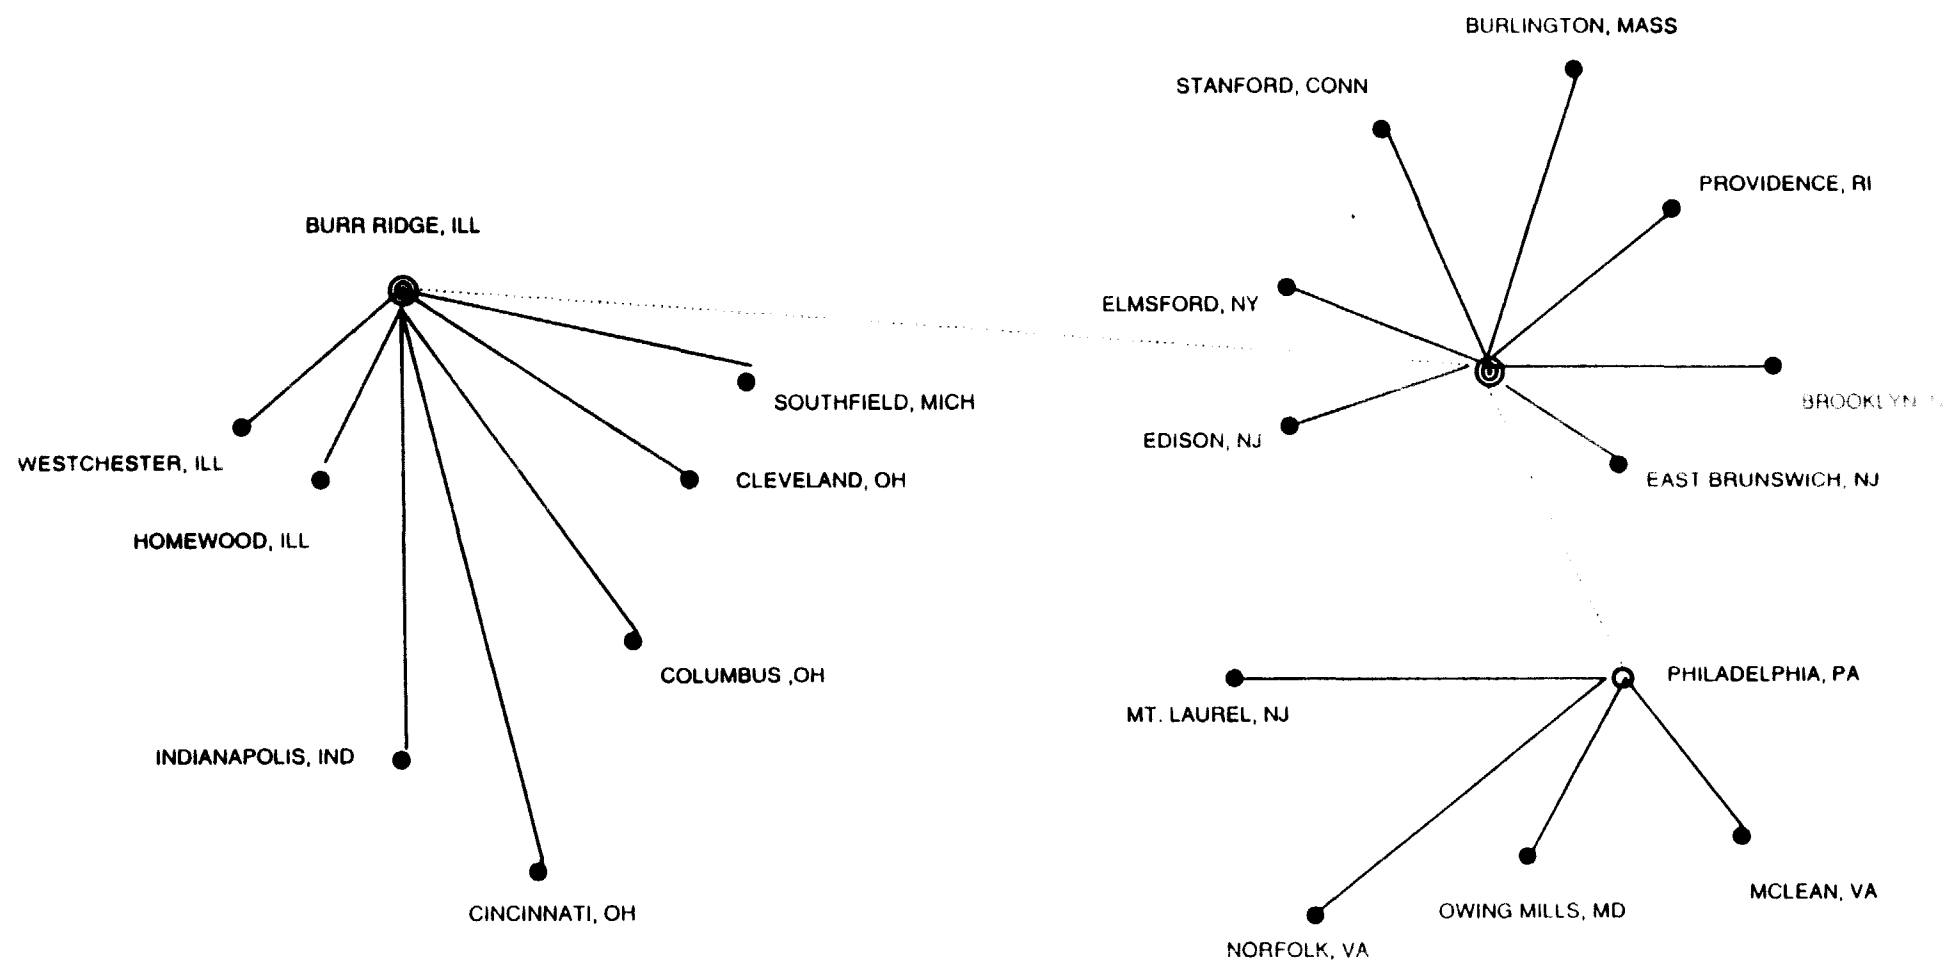 BURLINGTON, MASS
STANFORD, CONN
PROVIDENCE, RI
BURR RIDGE, ILL
ELMSFORD, NY
SOUTHFIELD, MICH
BROOKLYN
EDISON, NJ
WESTCHESTER, ILL
CLEVELAND, OH
EAST BRUNSWICH, NJ
HOMEWOOD, ILL
COLUMBUS ,OH
PHILADELPHIA, PA
MT. LAUREL, NJ
INDIANAPOLIS, IND
MCLEAN, VA
CINCINNATI, OH
OWING MILLS, MD
NORFOLK, VA